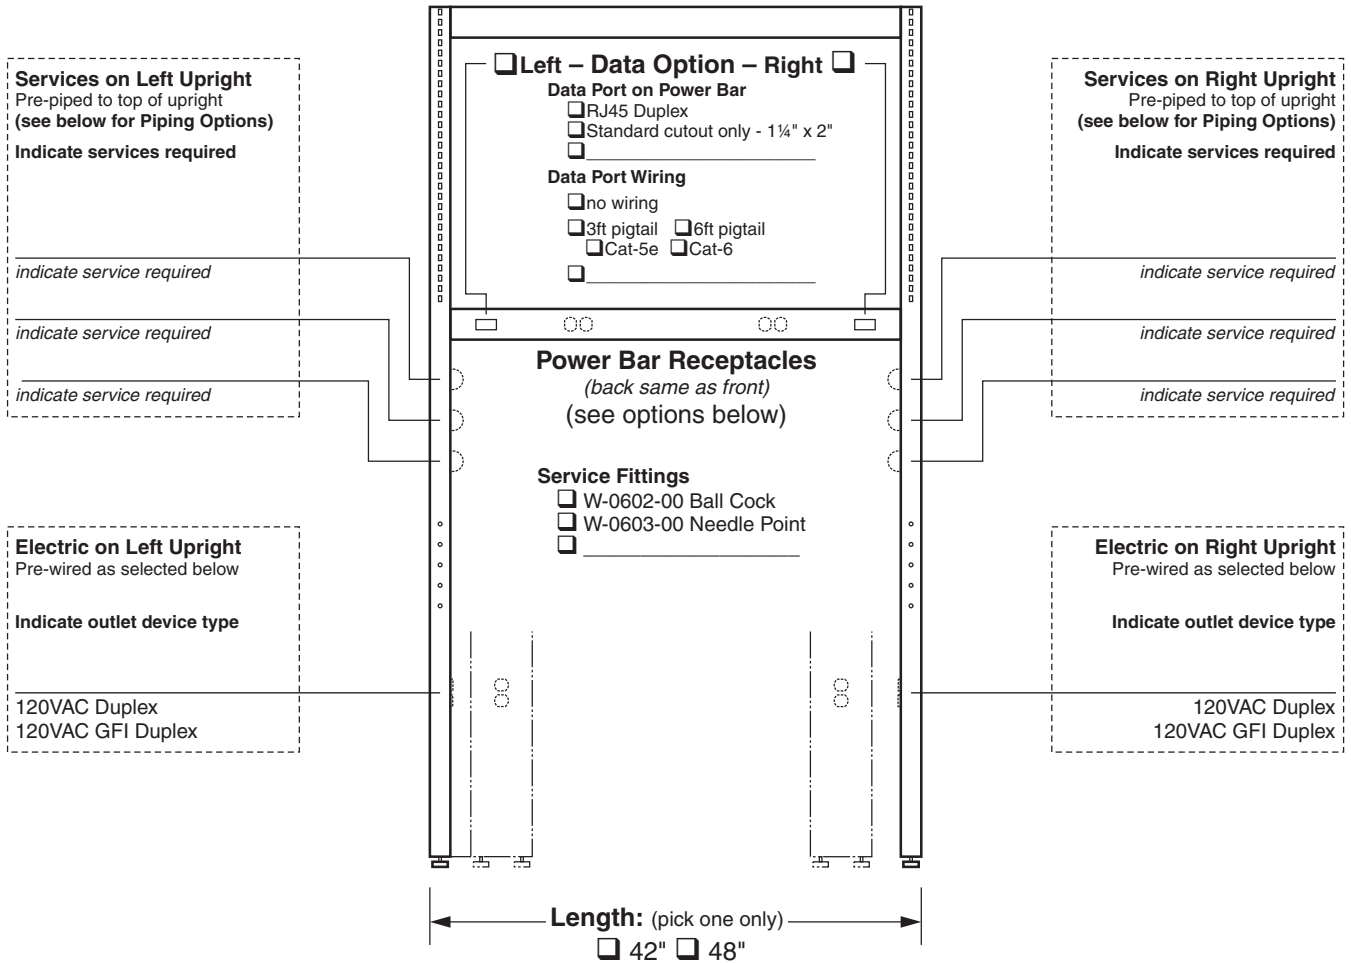 ❏Left – Data Option – Right ❏
Data Port on Power Bar
❏RJ45 Duplex
❏Standard cutout only - 1¼" x 2"
❏________________________
Data Port Wiring
❏no wiring
❏3ft pigtail ❏6ft pigtail
❏Cat-5e ❏Cat-6
❏________________________
Services on Left Upright
Pre-piped to top of upright
(see below for Piping Options)
Indicate services required
indicate service required
indicate service required
indicate service required
Services on Right Upright
Pre-piped to top of upright
(see below for Piping Options)
Indicate services required
indicate service required
indicate service required
indicate service required
Power Bar Receptacles
(back same as front)
(see options below)
Service Fittings
❏ W-0602-00 Ball Cock
❏ W-0603-00 Needle Point
❏ ____________________
Electric on Left Upright
Pre-wired as selected below
Indicate outlet device type
120VAC Duplex
120VAC GFI Duplex
Electric on Right Upright
Pre-wired as selected below
Indicate outlet device type
120VAC Duplex
120VAC GFI Duplex
Length: (pick one only)
❏ 42" ❏ 48"